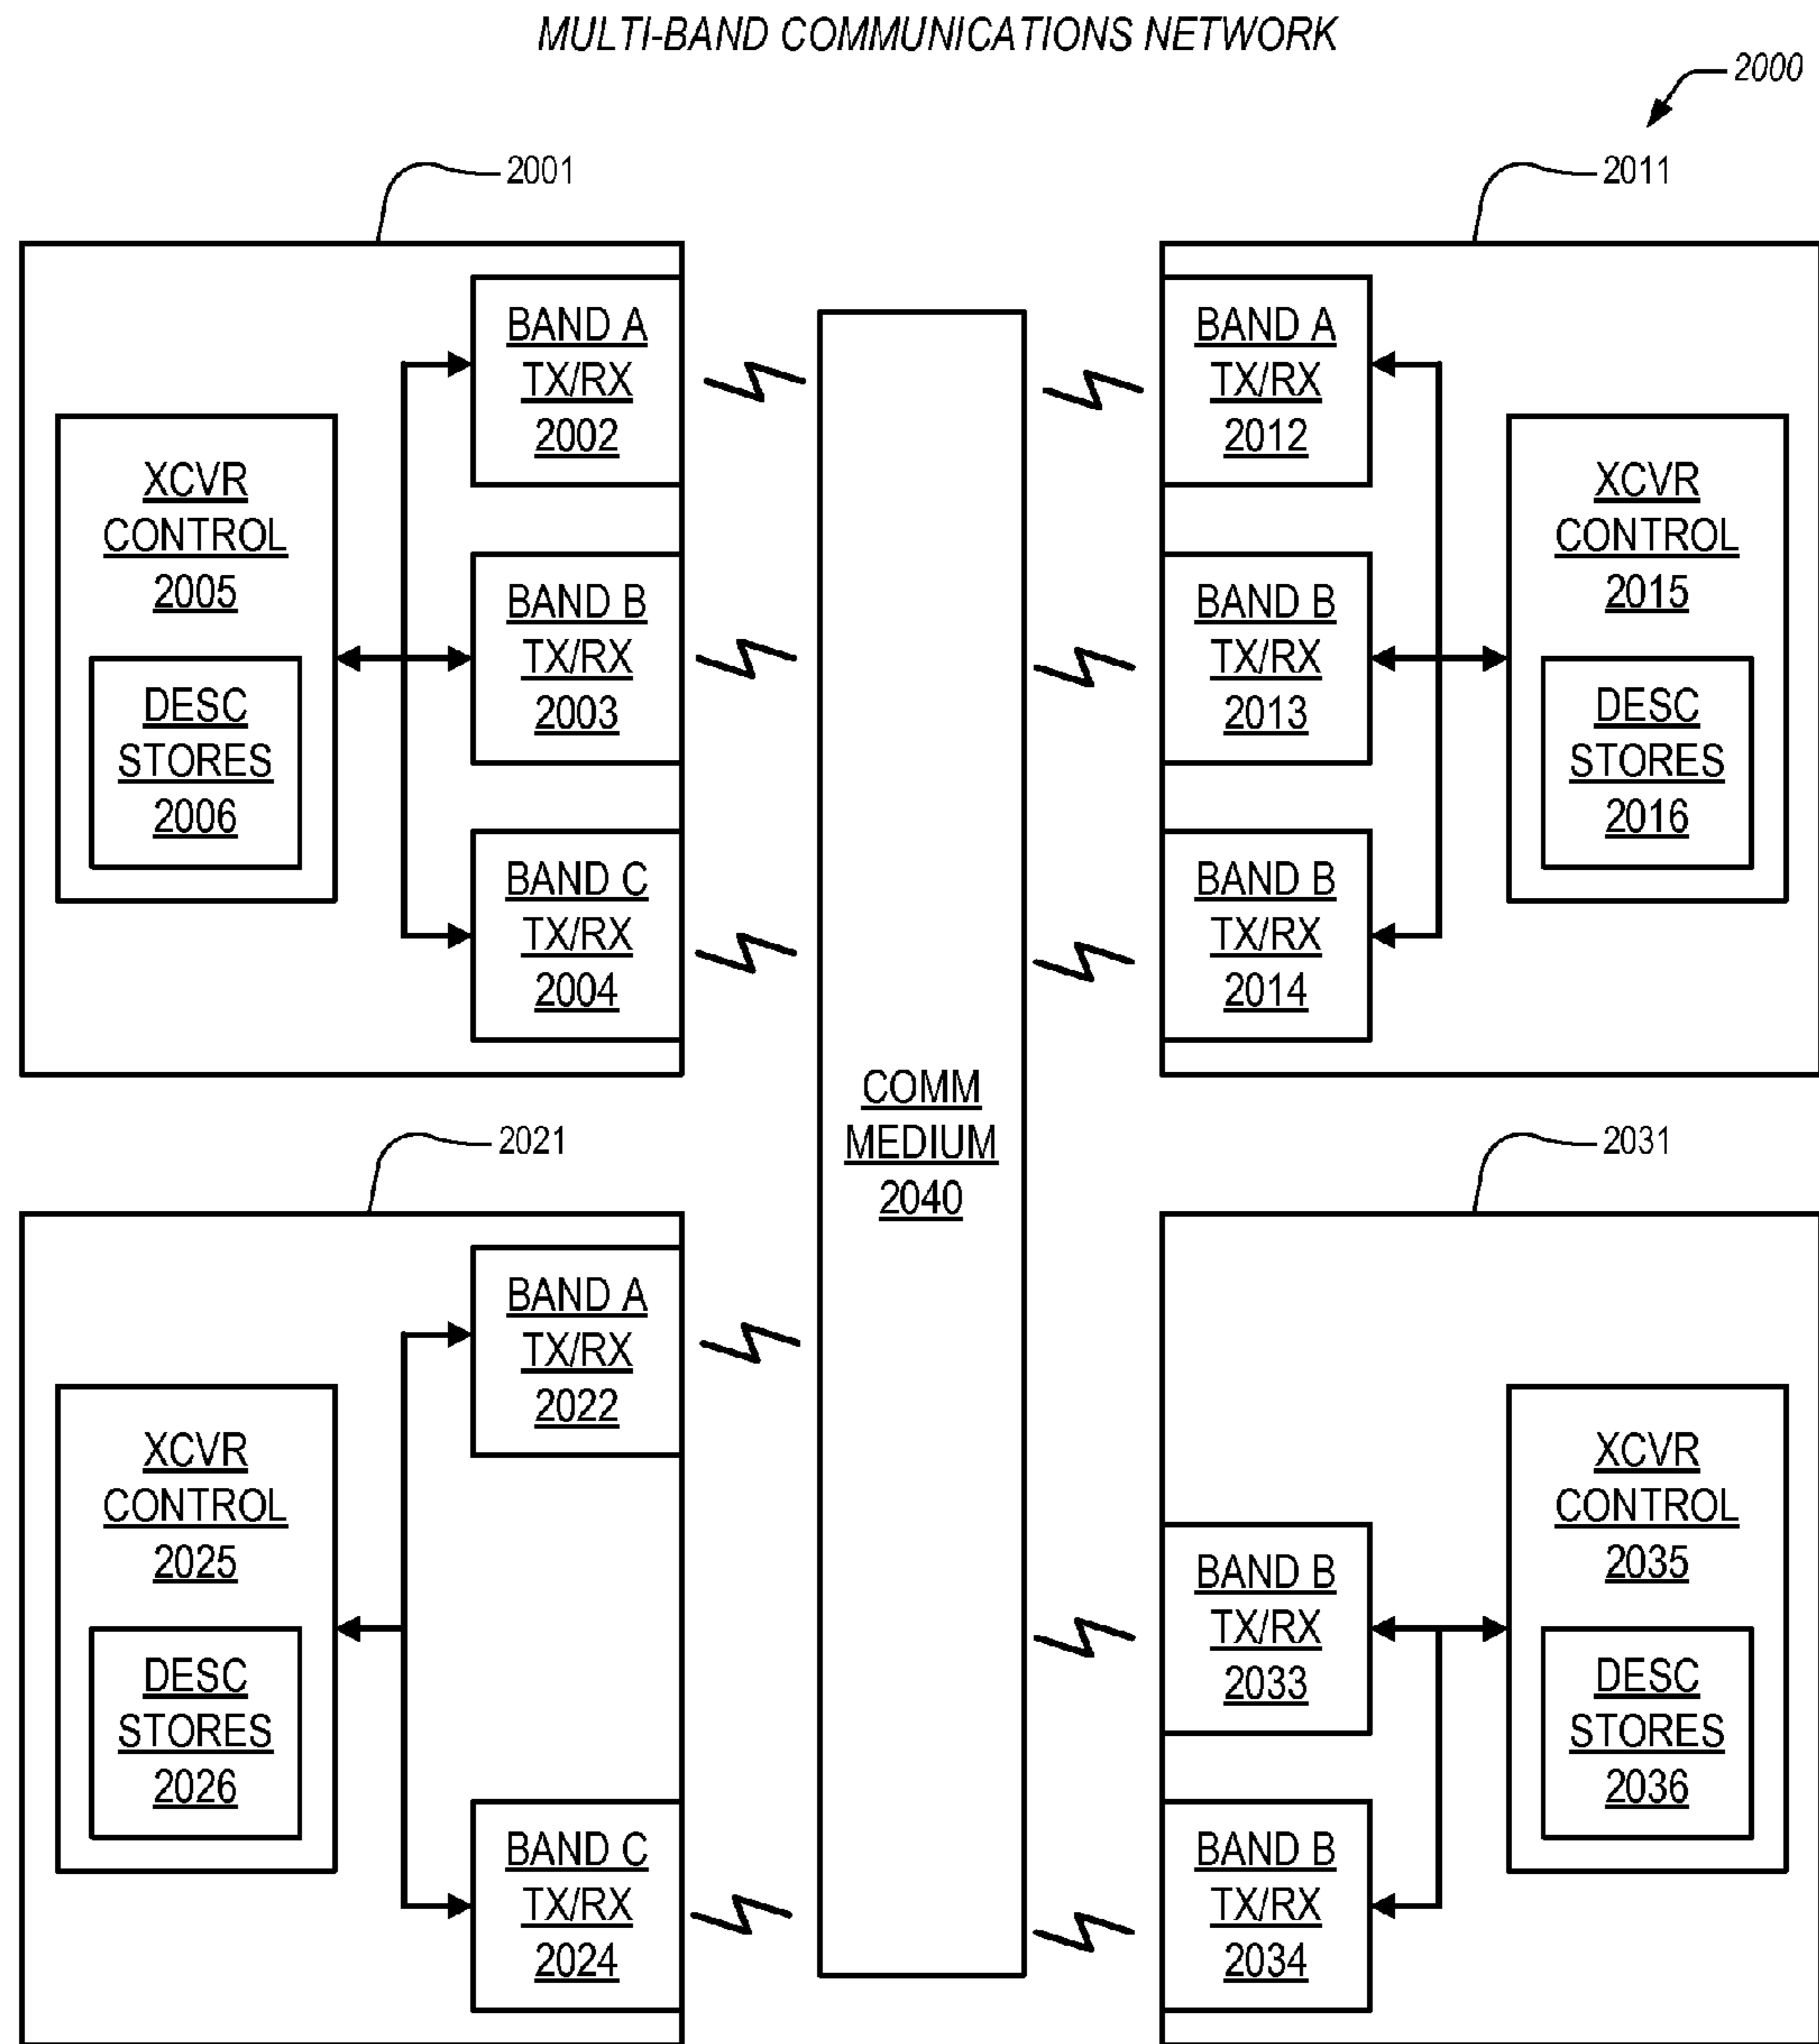 MULTI-BAND COMMUNICATIONS NETWORK
2000
2001
BAND A
TX/RX
2002
XCVR
CONTROL
2005
BAND B
TX/RX
2003
DESC
STORES
2006
BAND C
TX/RX
2004
2011
BAND A
TX/RX
2012
XCVR
CONTROL
2015
BAND B
TX/RX
2013
DESC
STORES
2016
BAND B
TX/RX
2014
COMM
MEDIUM
2040
2021
BAND A
TX/RX
2022
XCVR
CONTROL
2025
DESC
STORES
2026
BAND C
TX/RX
2024
2031
XCVR
CONTROL
2035
BAND B
TX/RX
2033
DESC
STORES
2036
BAND B
TX/RX
2034